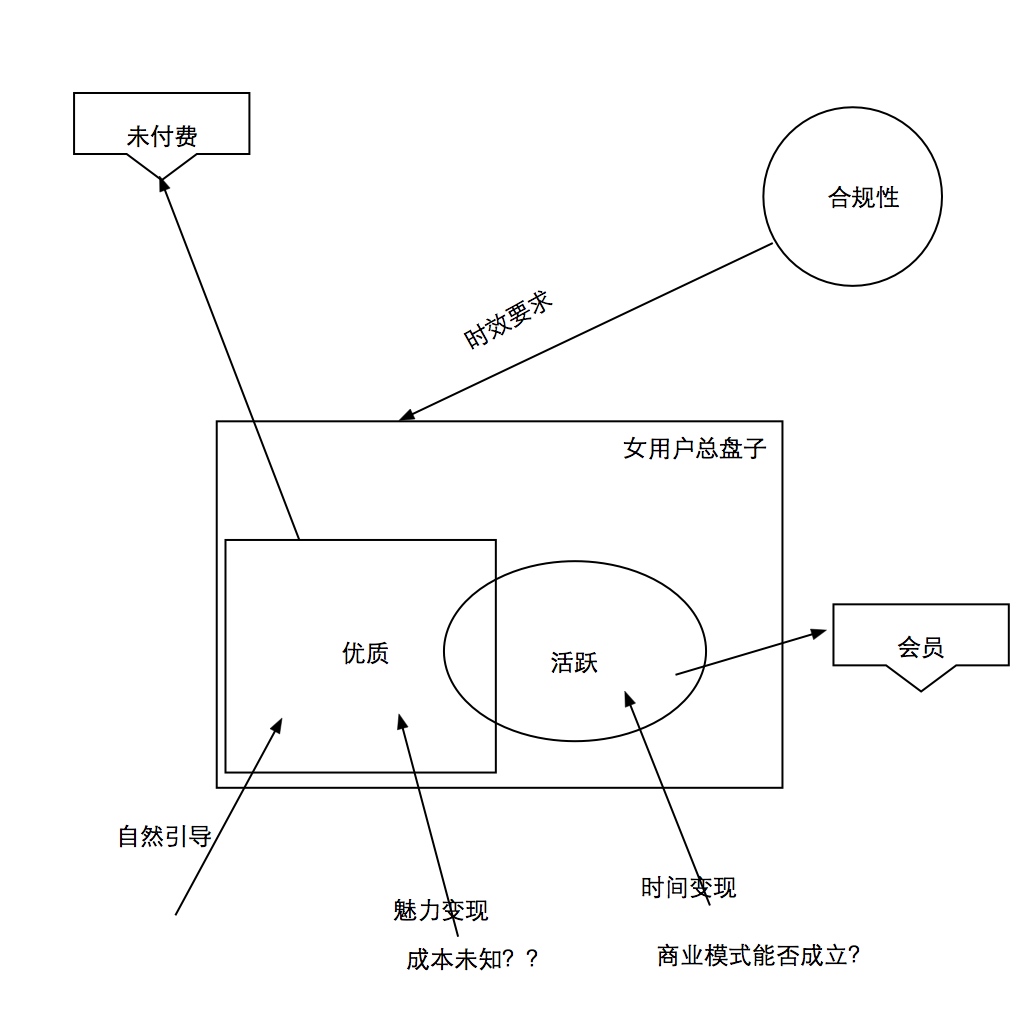 未付费
合规性
时效要求
女用户总盘子
优质
活跃
会员
自然引导
时间变现
魅力变现
商业模式能否成立?
成本未知? ?